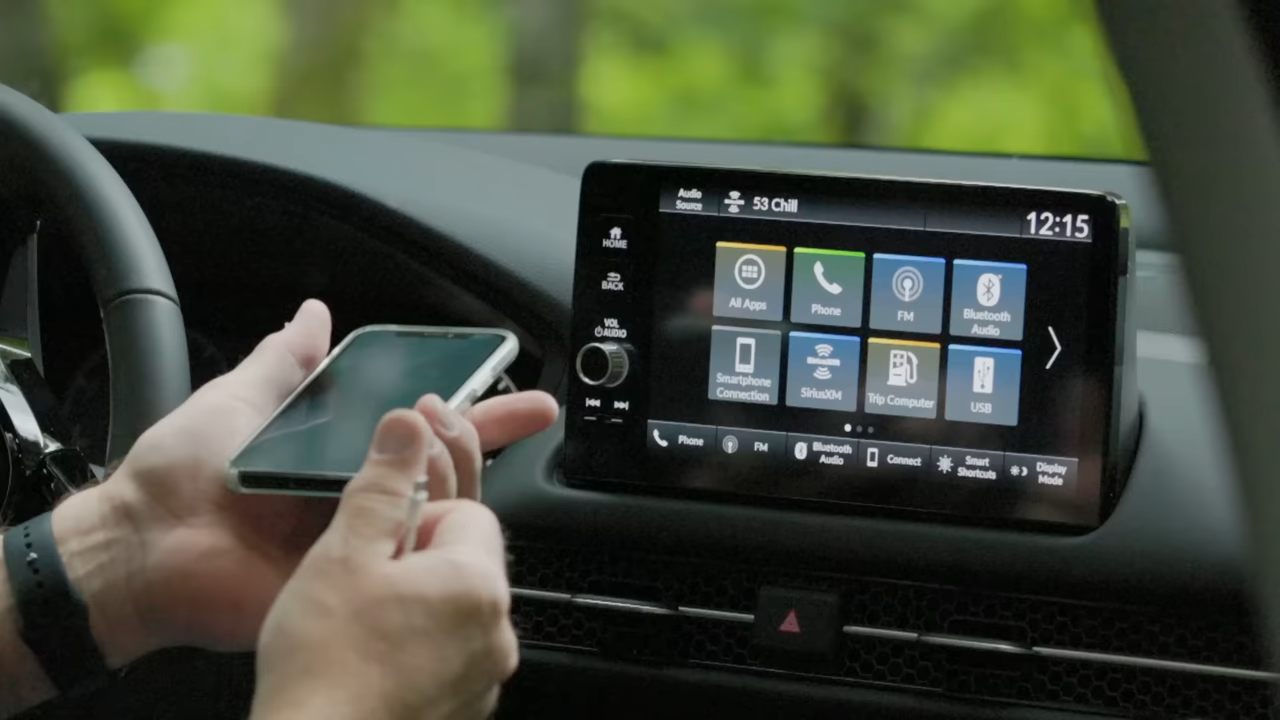 Audio
Source
53 Chill
12:15
HOME
BACK
VOL
AUDIO
All Apps
Phone
FM
Bluetooth
Audio
Smartphone
Connection
SiriusXM
SiriusXM
Trip Computer
USB
Phone
FM
Bluetooth
Audio
Connect
Smart
Shortcuts
Display
Mode